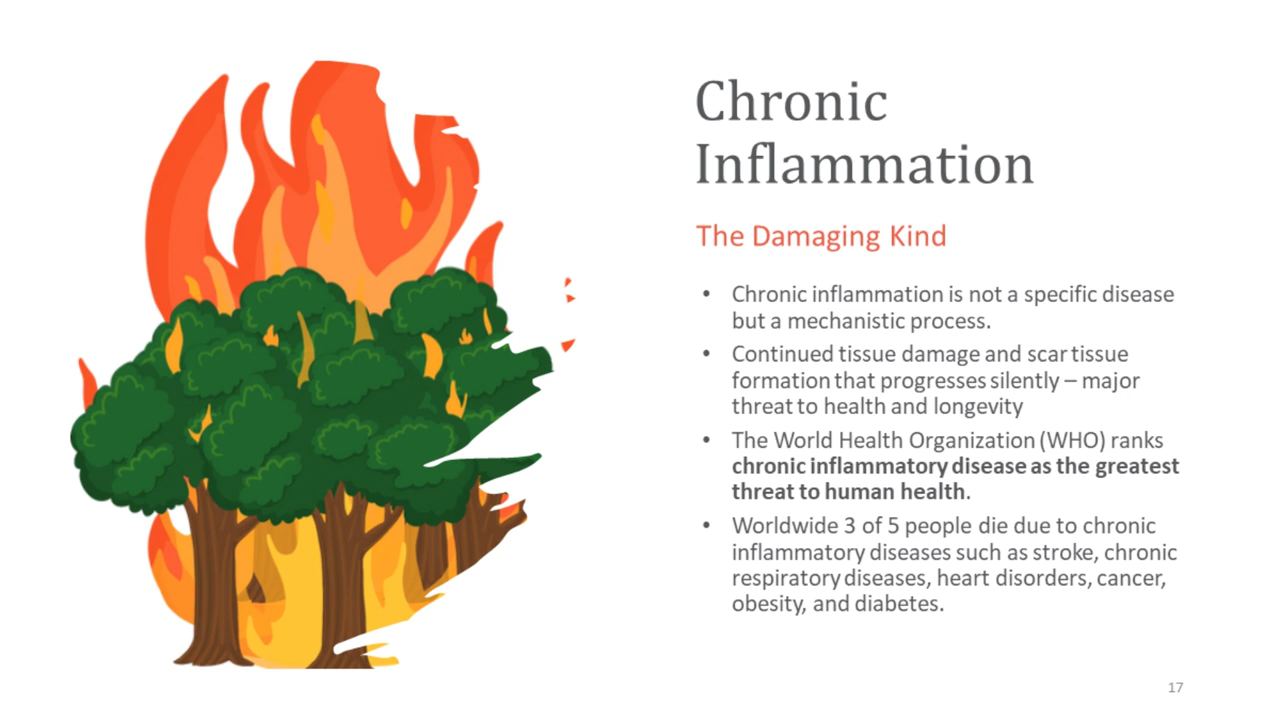 Chronic
Inflammation
The Damaging Kind
• Chronic inflammation is not a specific disease
but a mechanistic process.
• Continued tissue damage and scar tissue
formation that progresses silently – major
threat to health and longevity
• The World Health Organization (WHO) ranks
chronic inflammatory disease as the greatest
threat to human health.
• Worldwide 3 of 5 people die due to chronic
inflammatory diseases such as stroke, chronic
respiratory diseases, heart disorders, cancer,
obesity, and diabetes.
17